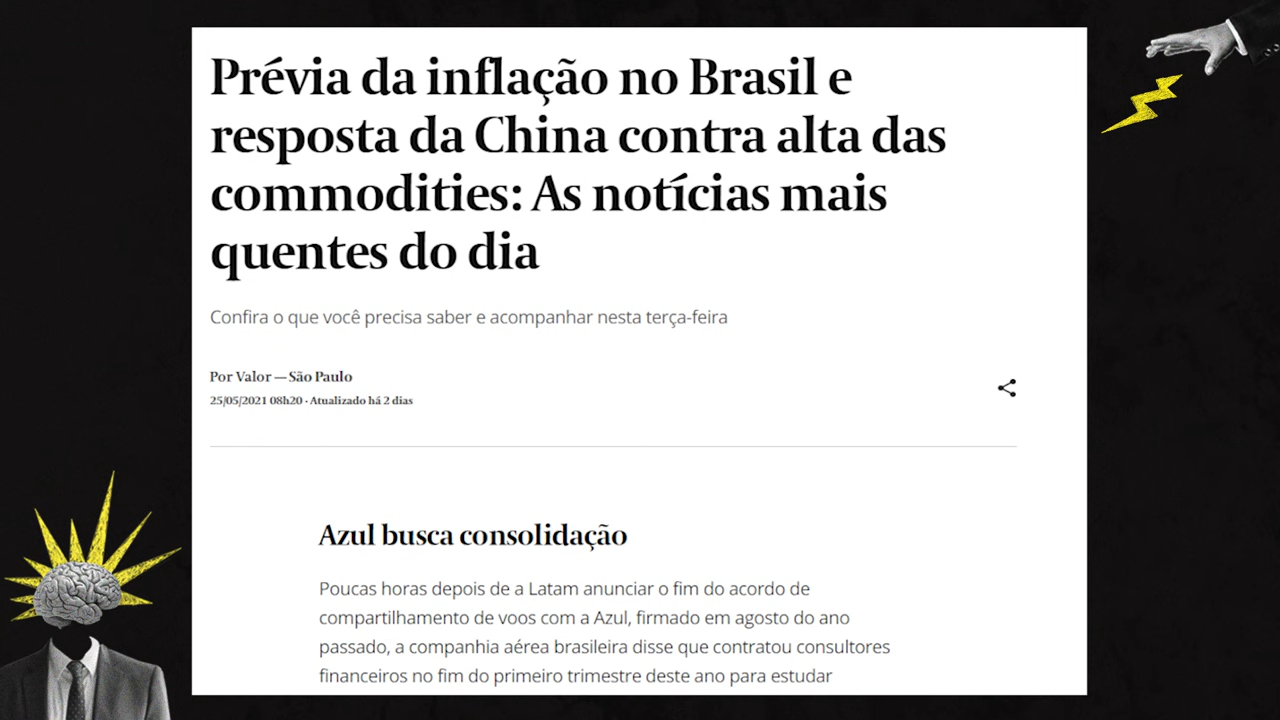 Prévia da inflação no Brasil e
resposta da China contra alta das
commodities: As notícias mais
quentes do dia
Confira o que você precisa saber e acompanhar nesta terça-feira
Por Valor — São Paulo
25/05/2021 08h20 · Atualizado há 2 dias
Azul busca consolidação
Poucas horas depois de a Latam anunciar o fim do acordo de
compartilhamento de voos com a Azul, firmado em agosto do ano
passado, a companhia aérea brasileira disse que contratou consultores
financeiros no fim do primeiro trimestre deste ano para estudar